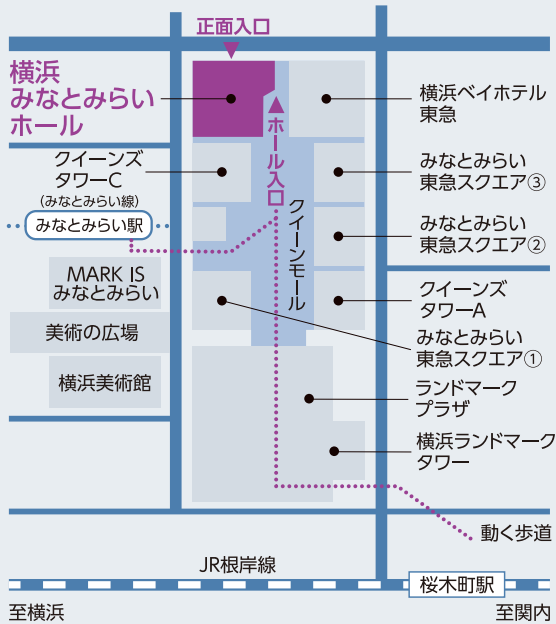 正面入口
横浜
みなとみらい
ホール
横浜ベイホテル
東急
ホール入口
クイーンズ
タワーC
(みなとみらい線)
みなとみらい駅
みなとみらい
東急スクエア③
クイーンモール
みなとみらい
東急スクエア②
MARK IS
みなとみらい
クイーンズ
タワーA
美術の広場
みなとみらい
東急スクエア①
横浜美術館
ランドマーク
プラザ
横浜ランドマーク
タワー
動く歩道
JR根岸線
桜木町駅
至横浜
至関内